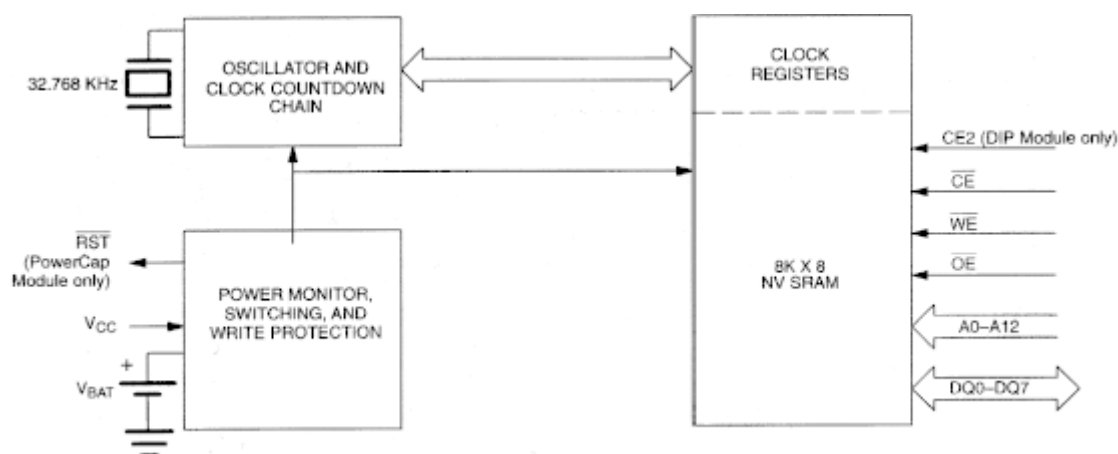 32.768 KHz
OSCILLATOR AND
CLOCK COUNTDOWN
CHAIN
CLOCK
REGISTERS
CE2 (DIP Module only)
CE
WE
OE
A0–A12
DQ0–DQ7
8K X 8
NV SRAM
RST
(PowerCap
Module only)
VCC
+
VBAT
POWER MONITOR,
SWITCHING, AND
WRITE PROTECTION